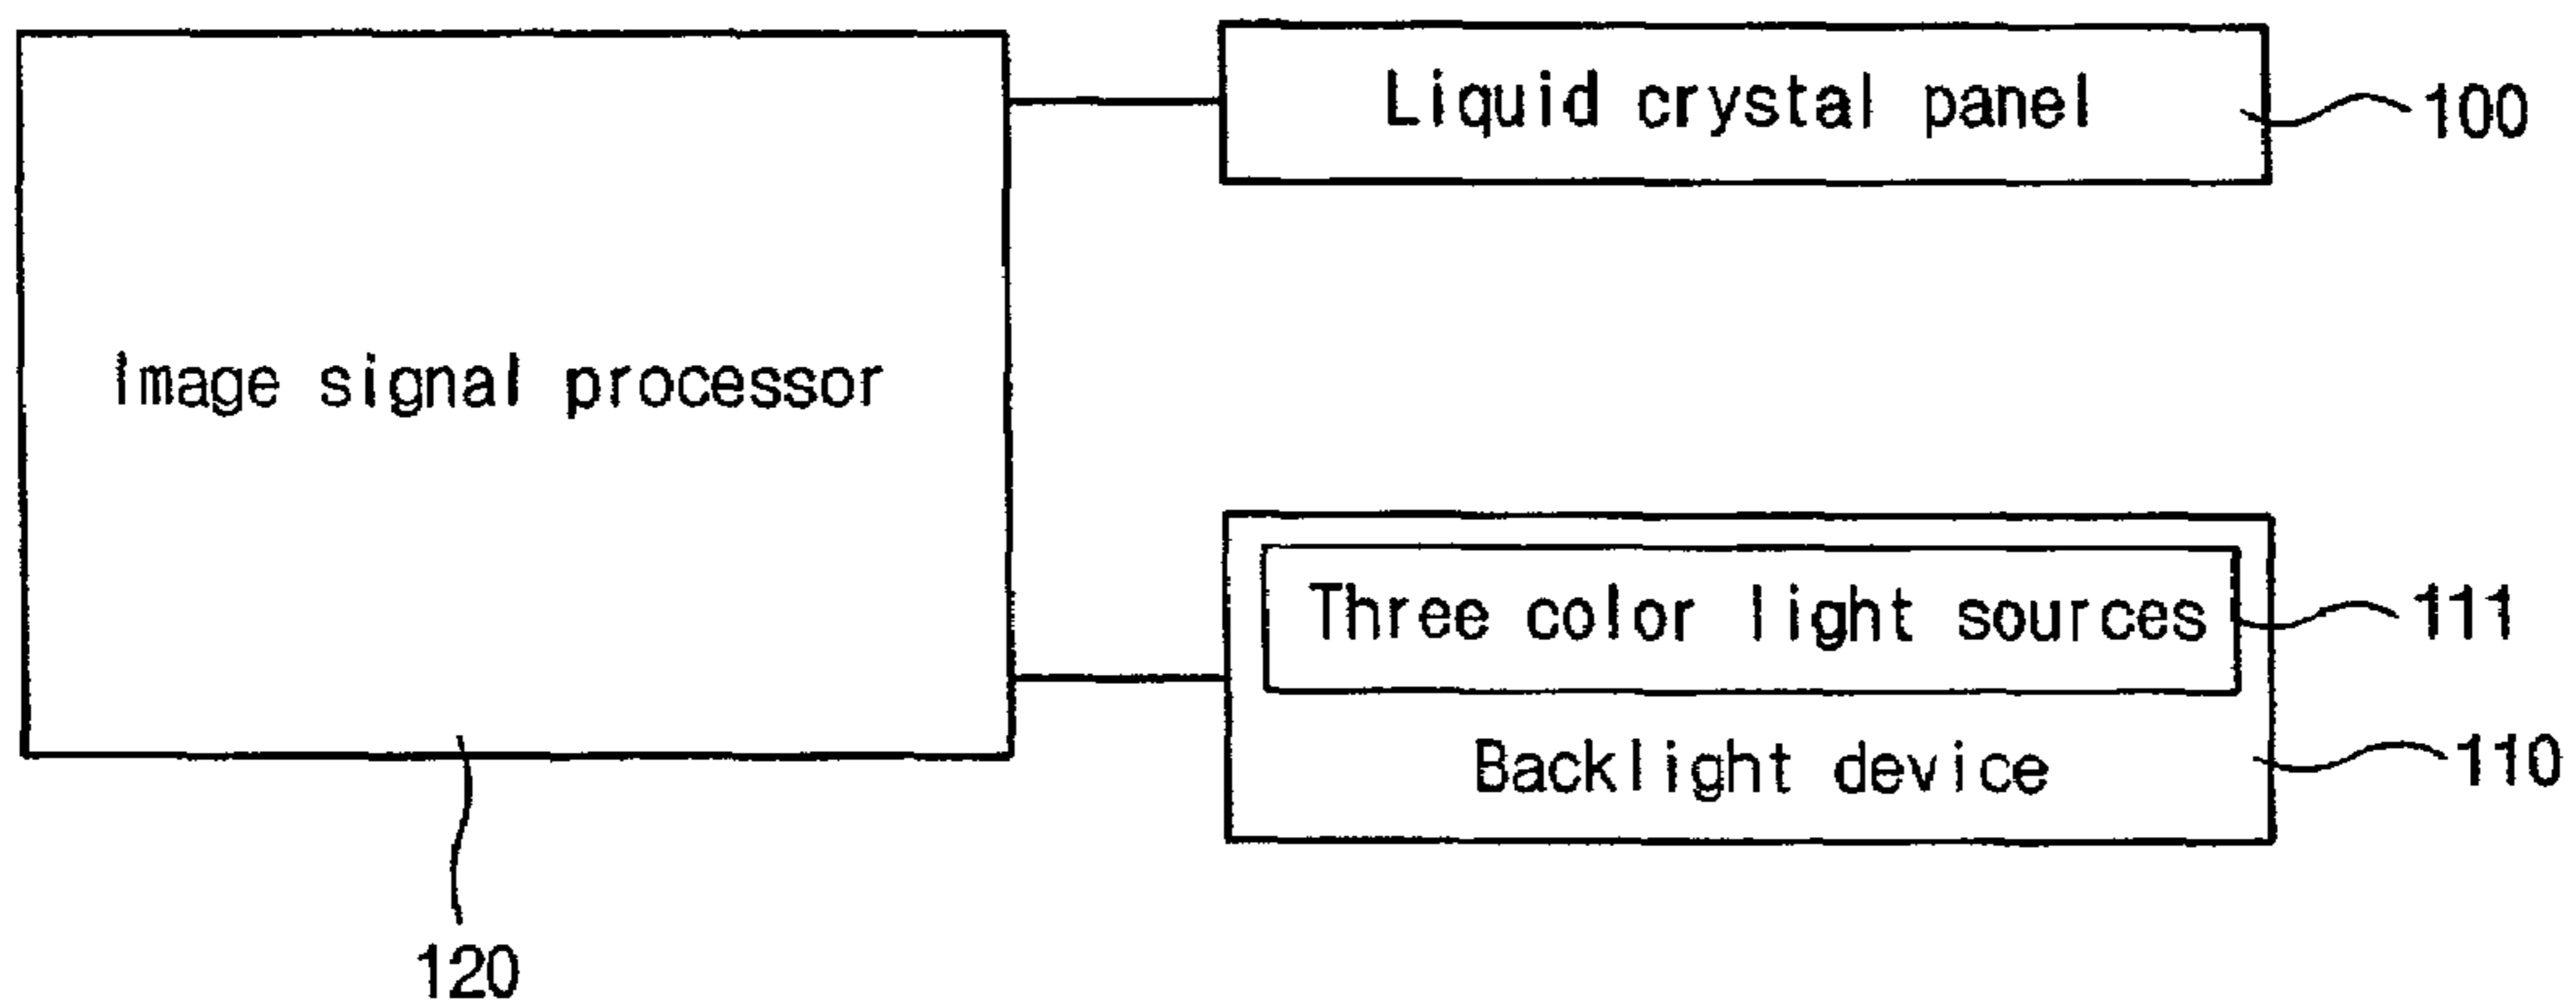 Liquid crystal panel
100
Image signal processor
Three color light sources
111
Backlight device
110
120